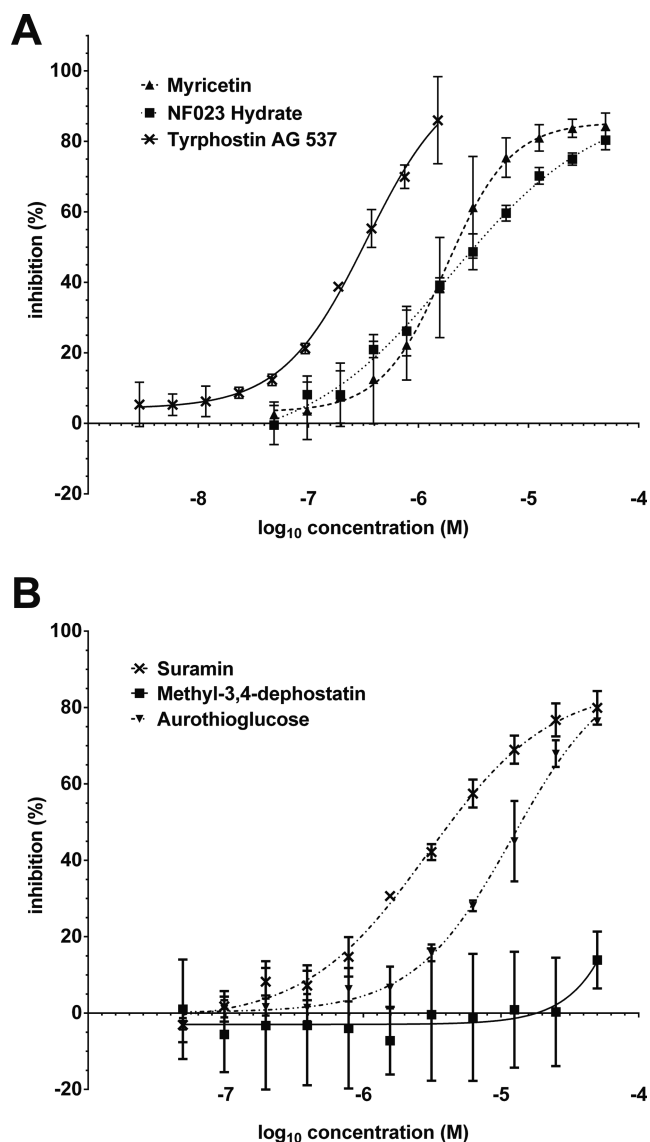 A
100
80
60
40
20
0
-20
inhibition (%)
Myricetin
NF023 Hydrate
Tyrphostin AG 537
-8 -7 -6 -5 -4
log10 concentration (M)
B
100
80
60
40
20
0
-20
inhibition (%)
Suramin
Methyl-3,4-dephostatin
Aurothioglucose
-7 -6 -5 -4
log10 concentration (M)